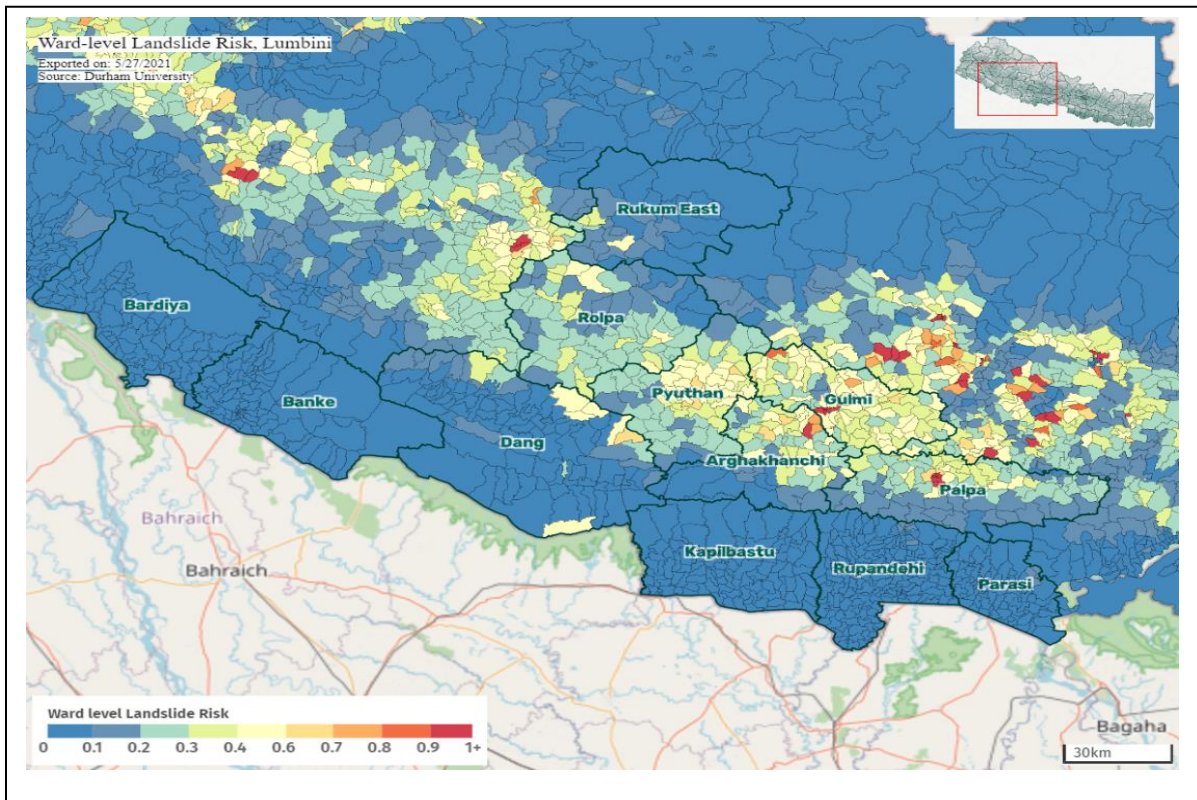 Ward-level Landslide Risk, Lumbini
Exported on: 5/27/2021
Source: Durham University
Rukum East
Bardiya
Rolpa
Banke
Pyuthan
Gulmi
Dang
Arghakhanchi
Palpa
Bahraich
Kapilbastu
Bahraich
Rupandehi
Parasi
Ward level Landslide Risk
0 0.1 0.2 0.3 0.4 0.6 0.7 0.8 0.9 1+
Bagaha
30km